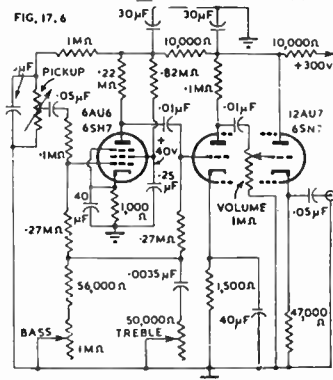 FIG, 17. 6
30µF
30µF
1MΩ
10,000Ω
10,000Ω
+300v
µF
PICKUP
.05µF
.22
MΩ
.82MΩ
.1MΩ
.01µF
.01µF
12AU7
6SN7
6AU6
6SH7
+
40v
.1MΩ
.25
µF
40
µF
1,000
Ω
VOLUME
1MΩ
.05µF
.27MΩ
.27MΩ
.0035µF
56,000Ω
1,500
Ω
50,000Ω
TREBLE
40µF
47,000
Ω
BASS
1MΩ